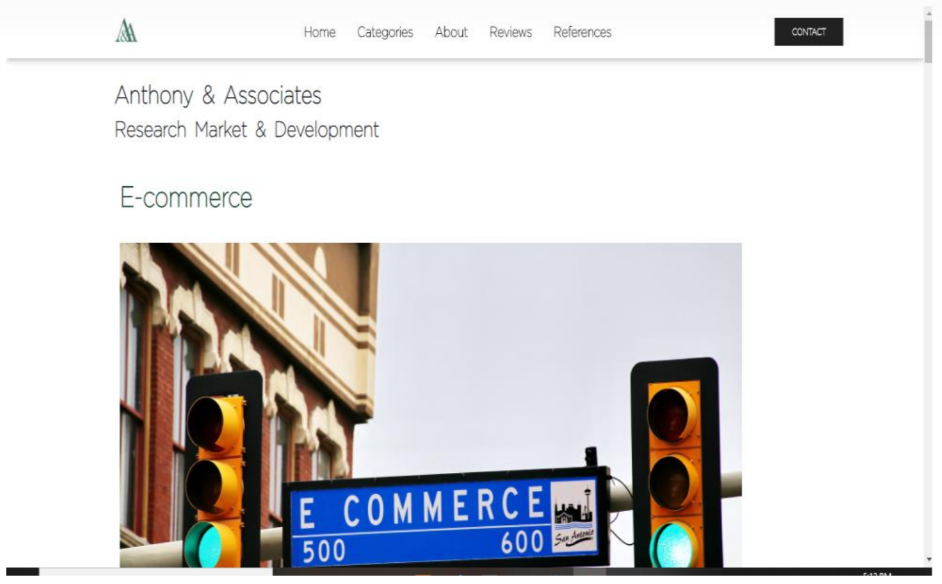 Home Categories About Reviews References CONTACT
Anthony & Associates
Research Market & Development
E-commerce
E COMMERCE
500 600
San Antonio